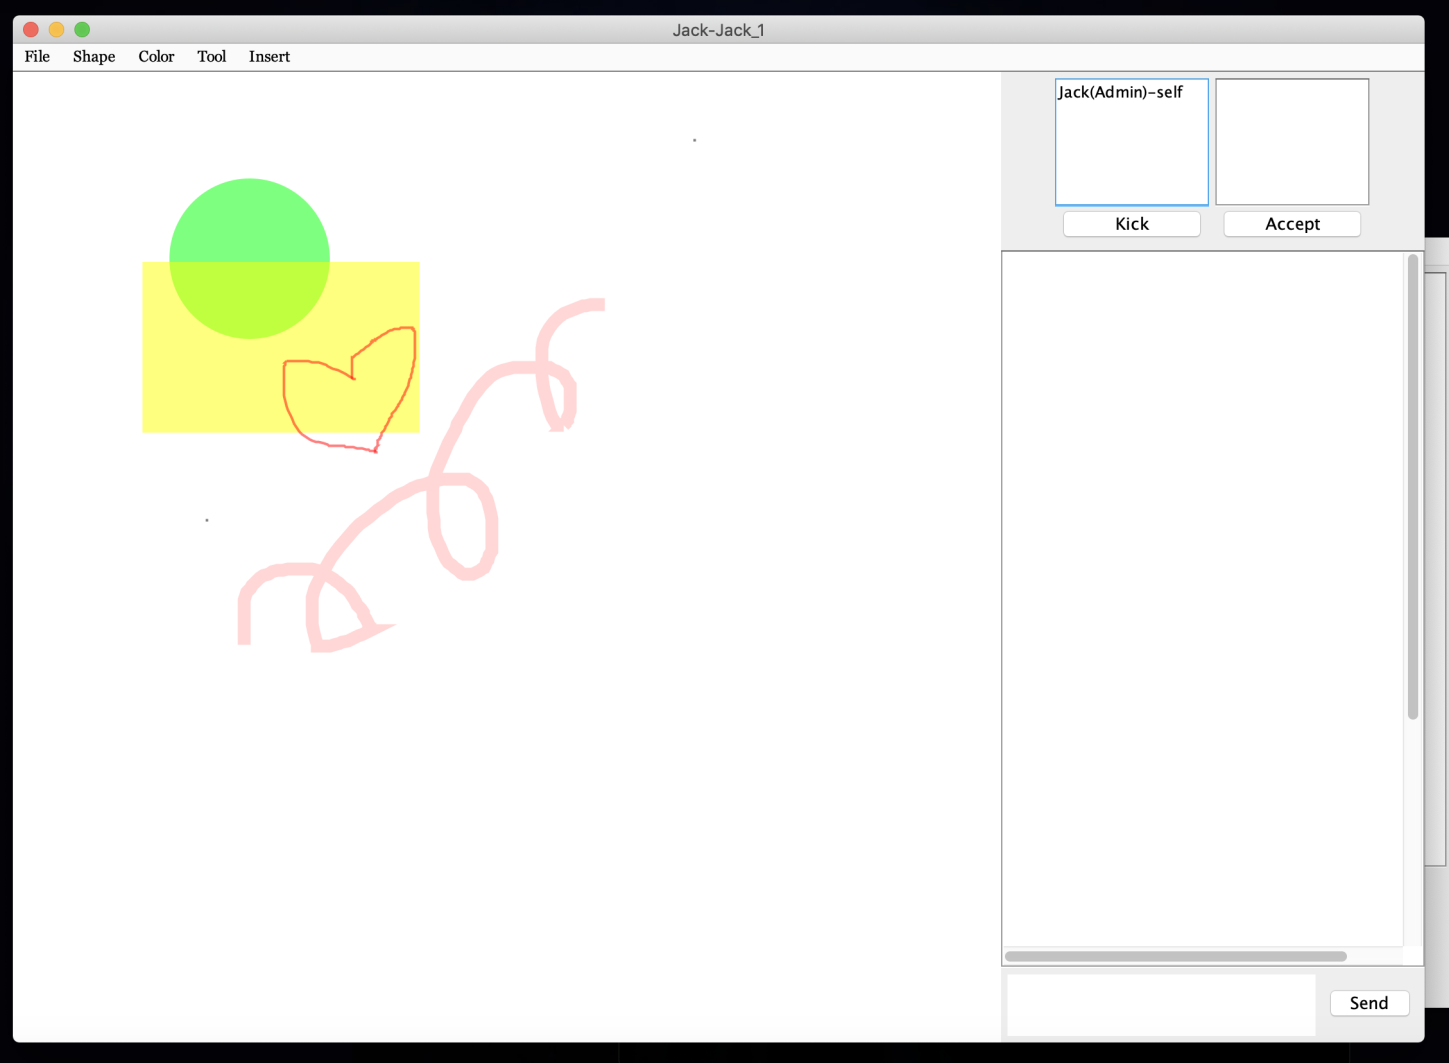 Jack-Jack_1
File Shape Color Tool Insert
Jack(Admin)-self
Kick Accept
Send